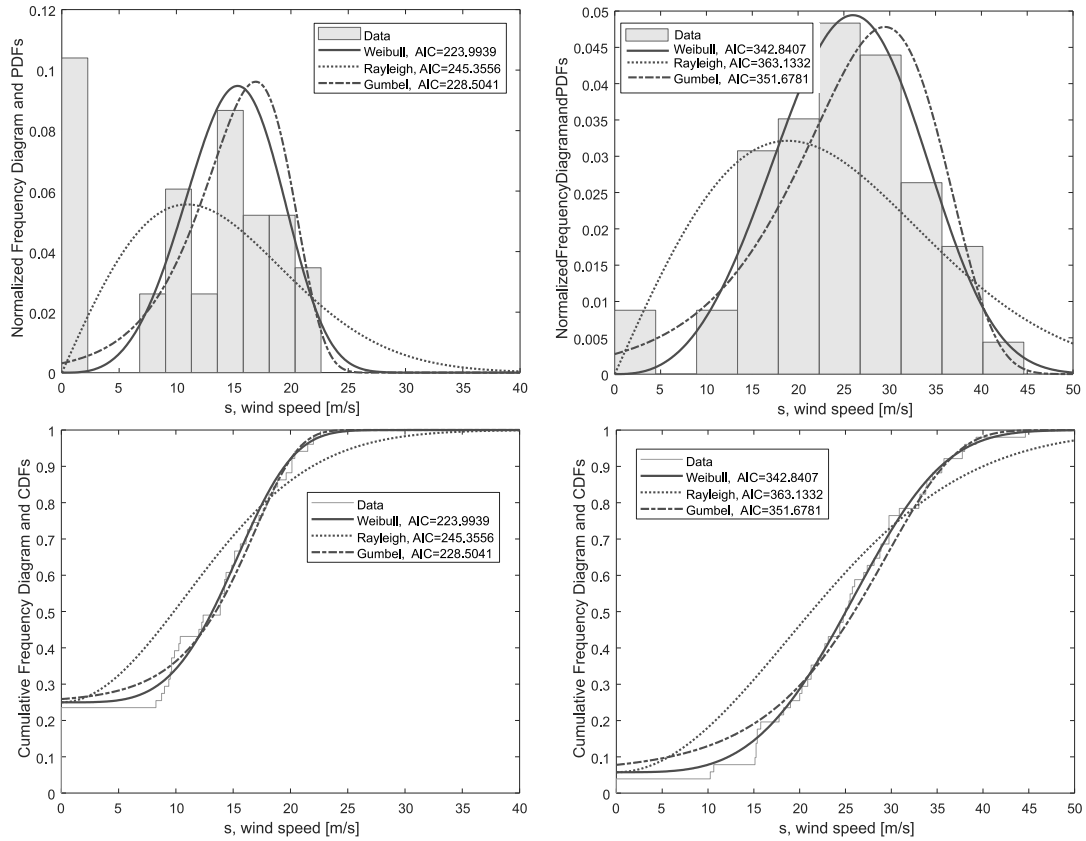 0.12
0.1
0.08
0.06
0.04
0.02
0
Normalized Frequency Diagram and PDFs
Data
Weibull, AIC=223.9939
Rayleigh, AIC=245.3556
Gumbel, AIC=228.5041
0 5 10 15 20 25 30 35 40
s, wind speed [m/s]
0.05
0.045
0.04
0.035
0.03
0.025
0.02
0.015
0.01
0.005
0
NormalizedFrequencyDiagramandPDFs
Data
Weibull, AIC=342.8407
Rayleigh, AIC=363.1332
Gumbel, AIC=351.6781
0 5 10 15 20 25 30 35 40 45 50
s, wind speed [m/s]
1
0.9
0.8
0.7
0.6
0.5
0.4
0.3
0.2
0.1
0
Cumulative Frequency Diagram and CDFs
Data
Weibull, AIC=223.9939
Rayleigh, AIC=245.3556
Gumbel, AIC=228.5041
0 5 10 15 20 25 30 35 40
s, wind speed [m/s]
1
0.9
0.8
0.7
0.6
0.5
0.4
0.3
0.2
0.1
0
Cumulative Frequency Diagram and CDFs
Data
Weibull, AIC=342.8407
Rayleigh, AIC=363.1332
Gumbel, AIC=351.6781
0 5 10 15 20 25 30 35 40 45 50
s, wind speed [m/s]